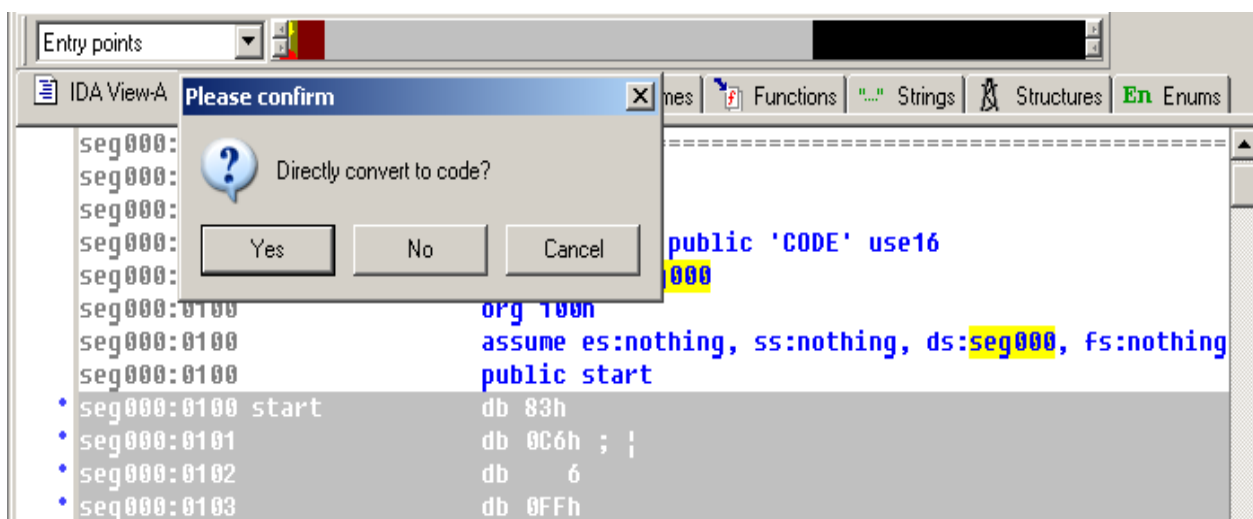 Entry points
IDA View-A
mes
Functions
"..." Strings
Structures
En Enums
Please confirm
Directly convert to code?
Yes
No
Cancel
seg000:
=================================================
seg000:
seg000:
seg000: public 'CODE' use16
seg000: 000
seg000:0100 org 100h
seg000:0100 assume es:nothing, ss:nothing, ds:seg000, fs:nothing
seg000:0100 public start
seg000:0100 start db 83h
seg000:0101 db 0C6h ; ¦
seg000:0102 db 6
seg000:0103 db 0FFh